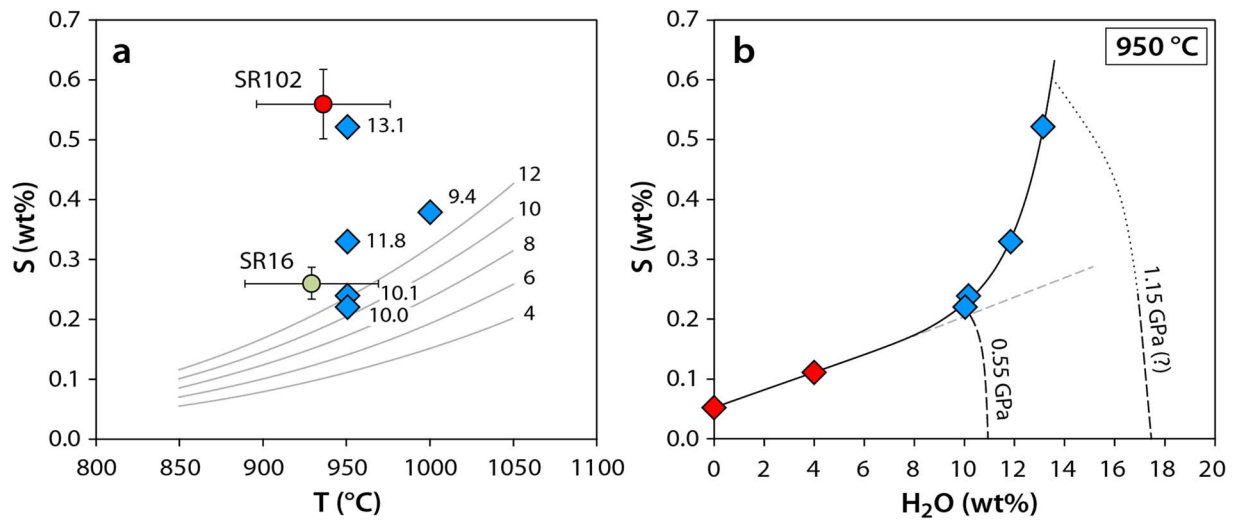 a
SR102
13.1
9.4
11.8
SR16
10.1
10.0
12
10
8
6
4
0.7
0.6
0.5
0.4
0.3
0.2
0.1
0.0
S (wt%)
800 850 900 950 1000 1050 1100
T (°C)
b
950 °C
0.55 GPa
1.15 GPa (?)
0.7
0.6
0.5
0.4
0.3
0.2
0.1
0.0
S (wt%)
0 2 4 6 8 10 12 14 16 18 20
H₂O (wt%)